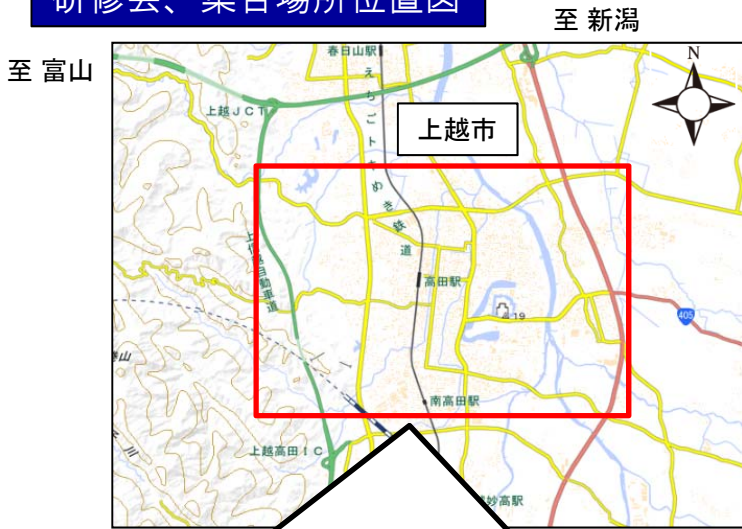 研修会、集合場所位置図
至 新潟
至 富山
N
春日山駅
えちごトきめき鉄道
上越JCT
上越市
上信越自動車道
高田駅
19
405
南高田駅
上越高田IC
妙高駅